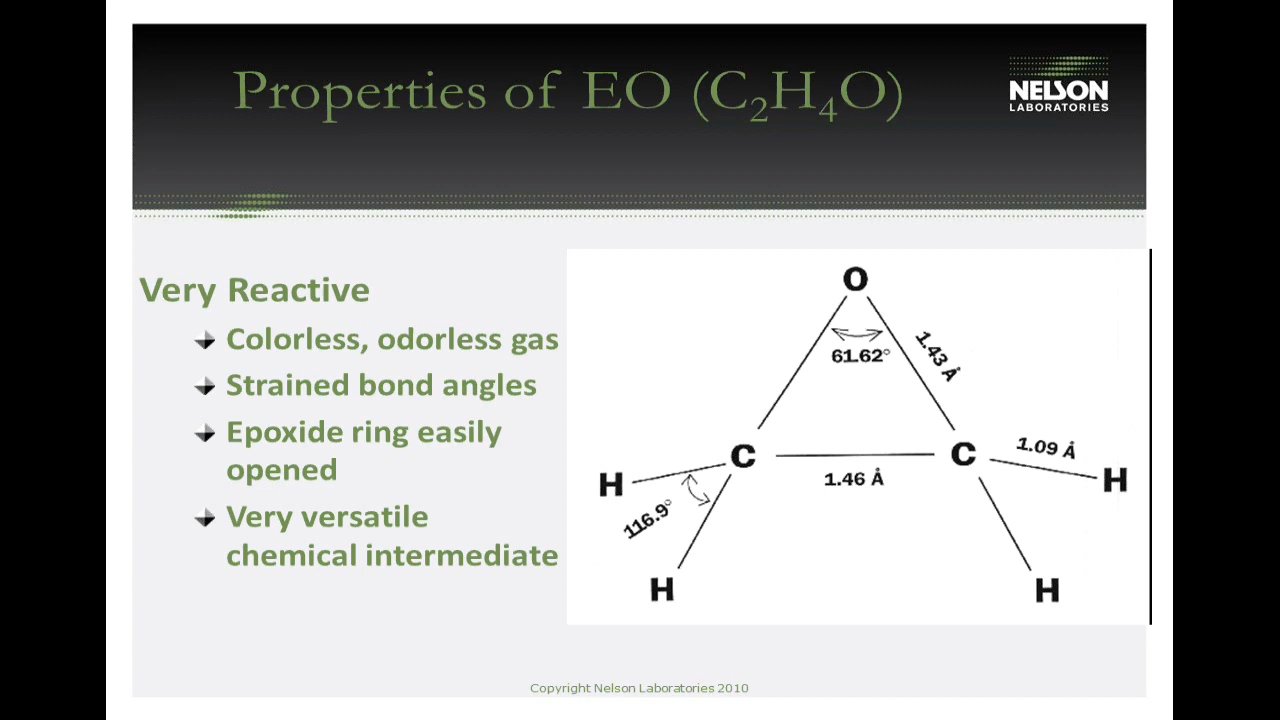 Properties of EO (C₂H₄O)
NELSON
LABORATORIES
Very Reactive
Colorless, odorless gas
Strained bond angles
Epoxide ring easily
opened
Very versatile
chemical intermediate
O
61.62°
1.43 Å
C
C
1.46 Å
1.09 Å
H
H
116.9°
H
H
Copyright Nelson Laboratories 2010